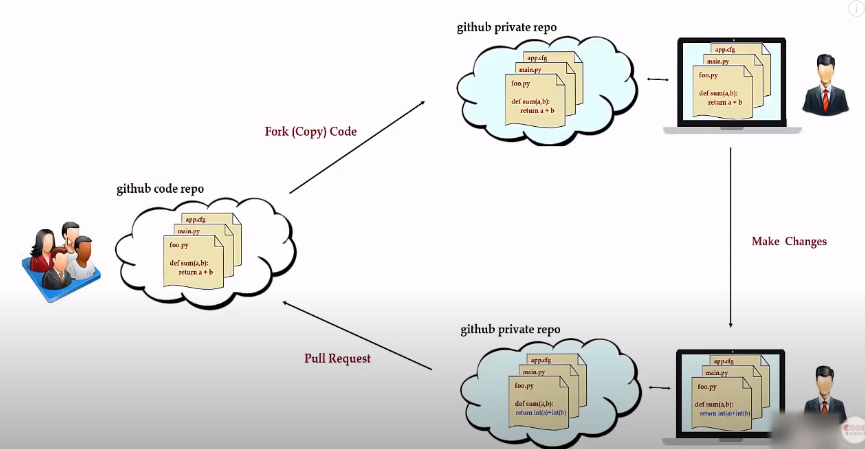 github private repo
app.cfg
main.py
foo.py
def sum(a,b):
return a + b
app.cfg
main.py
foo.py
def sum(a,b):
return a + b
Fork (Copy) Code
github code repo
app.cfg
main.py
foo.py
def sum(a,b):
return a + b
Make Changes
Pull Request
github private repo
app.cfg
main.py
foo.py
def sum(a,b):
return int(a)+int(b)
app.cfg
main.py
foo.py
def sum(a,b):
return int(a)+int(b)
CODE